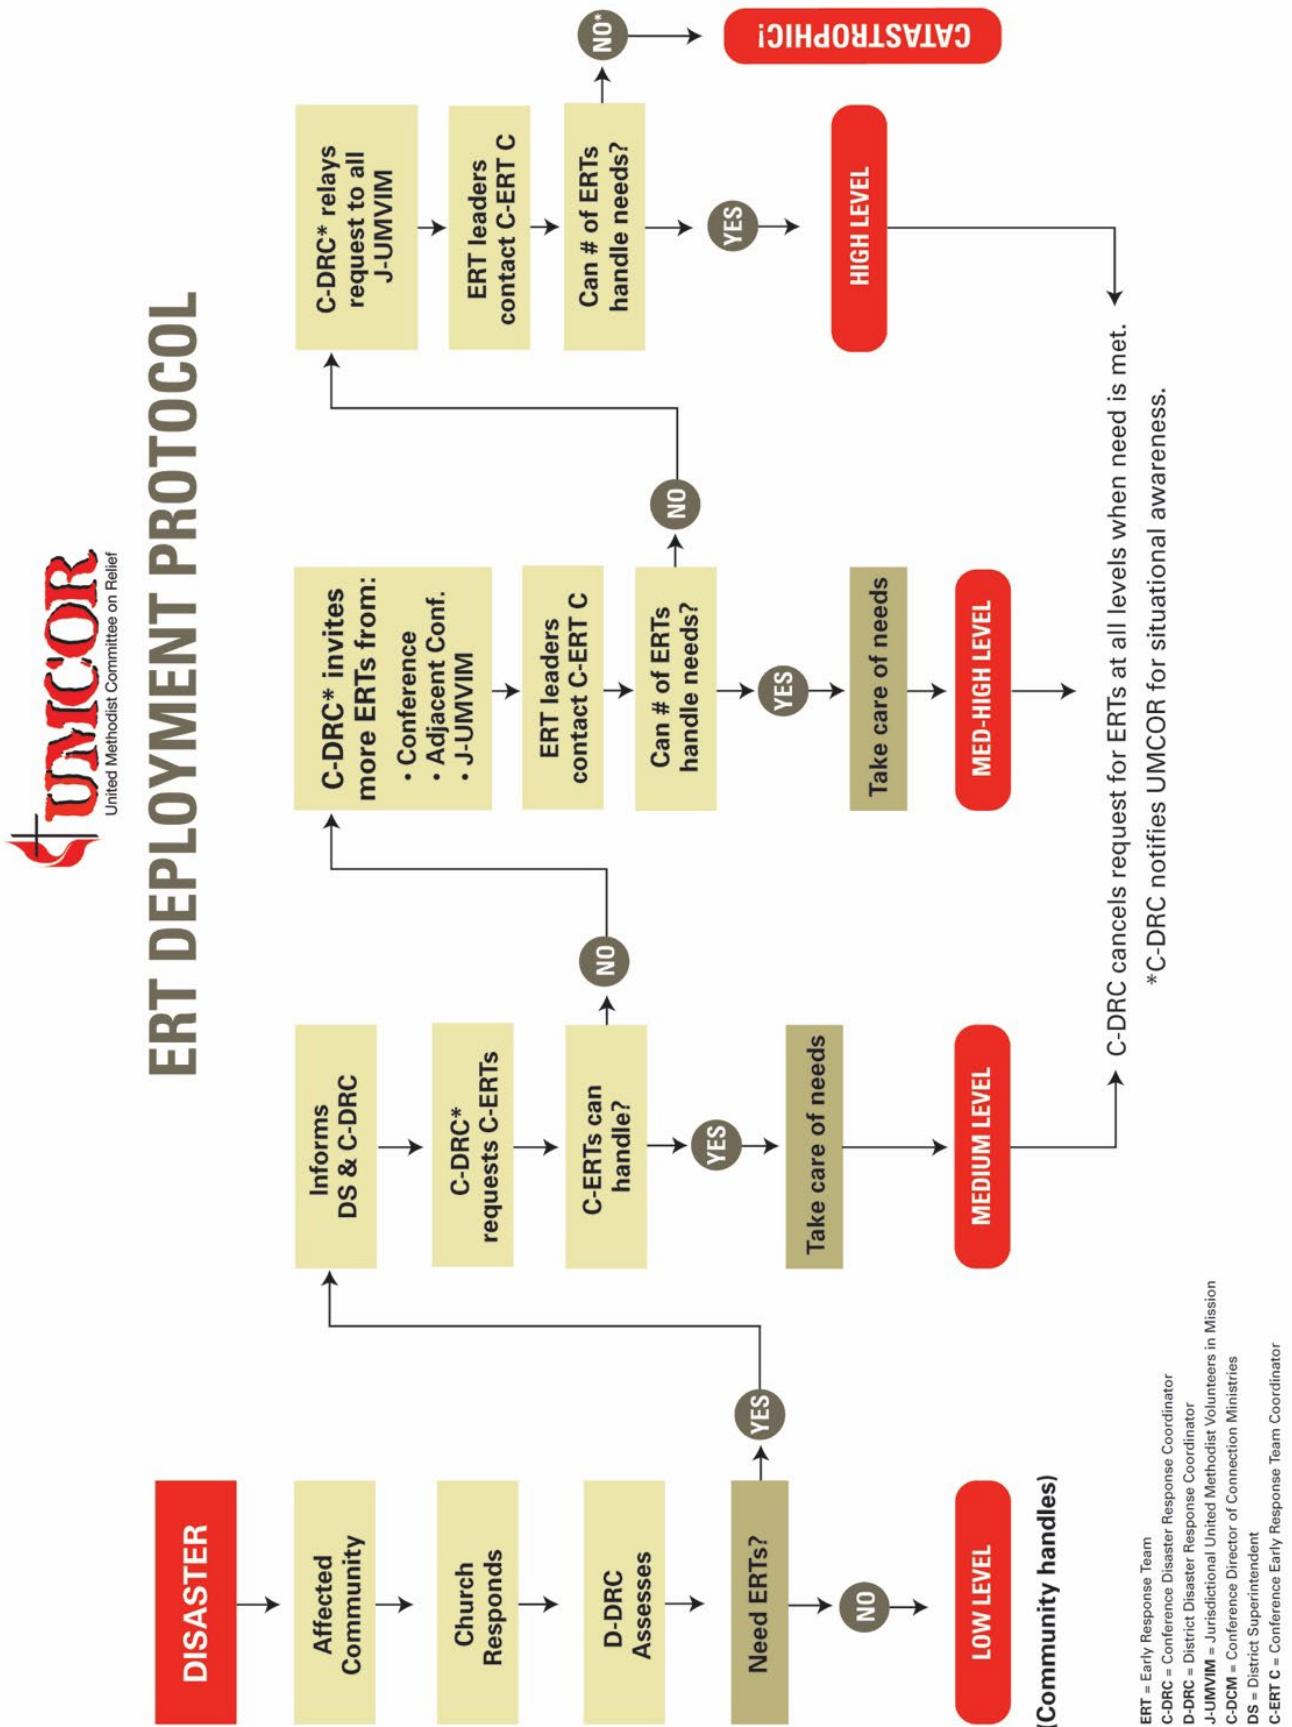 UMCOR
United Methodist Committee on Relief
ERT DEPLOYMENT PROTOCOL
DISASTER
Affected
Community
Church
Responds
D-DRC
Assesses
Need ERTs?
YES
NO
LOW LEVEL
(Community handles)
Informs
DS & C-DRC
C-DRC*
requests C-ERTs
C-ERTs can
handle?
NO
YES
Take care of needs
MEDIUM LEVEL
C-DRC* invites
more ERTs from:
• Conference
• Adjacent Conf.
• J-UMVIM
ERT leaders
contact C-ERT C
Can # of ERTs
handle needs?
NO
YES
Take care of needs
MED-HIGH LEVEL
C-DRC* relays
request to all
J-UMVIM
ERT leaders
contact C-ERT C
Can # of ERTs
handle needs?
NO*
CATASTROPHIC!
YES
HIGH LEVEL
C-DRC cancels request for ERTs at all levels when need is met.
*C-DRC notifies UMCOR for situational awareness.
ERT = Early Response Team
C-DRC = Conference Disaster Response Coordinator
D-DRC = District Disaster Response Coordinator
J-UMVIM = Jurisdictional United Methodist Volunteers in Mission
C-DCM = Conference Director of Connection Ministries
DS = District Superintendent
C-ERT C = Conference Early Response Team Coordinator